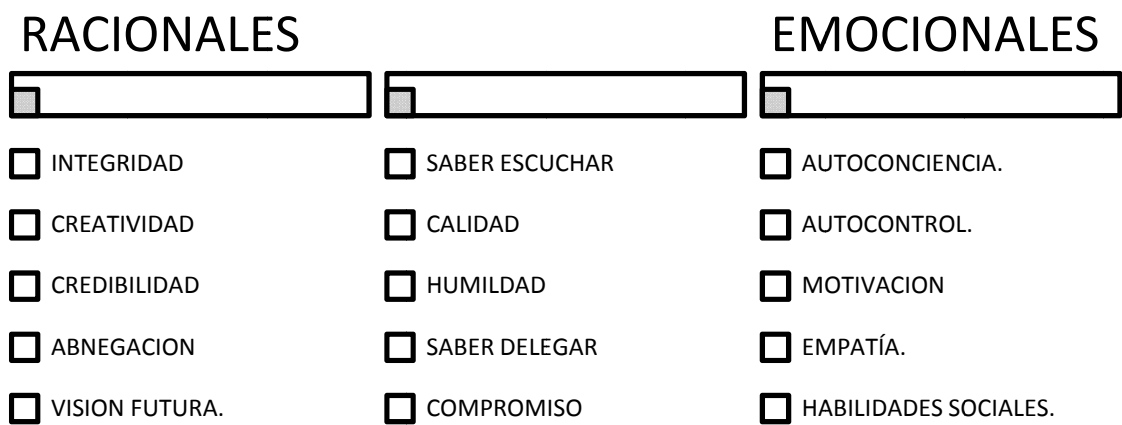 RACIONALES
EMOCIONALES
INTEGRIDAD
CREATIVIDAD
CREDIBILIDAD
ABNEGACION
VISION FUTURA.
SABER ESCUCHAR
CALIDAD
HUMILDAD
SABER DELEGAR
COMPROMISO
AUTOCONCIENCIA.
AUTOCONTROL.
MOTIVACION
EMPATÍA.
HABILIDADES SOCIALES.